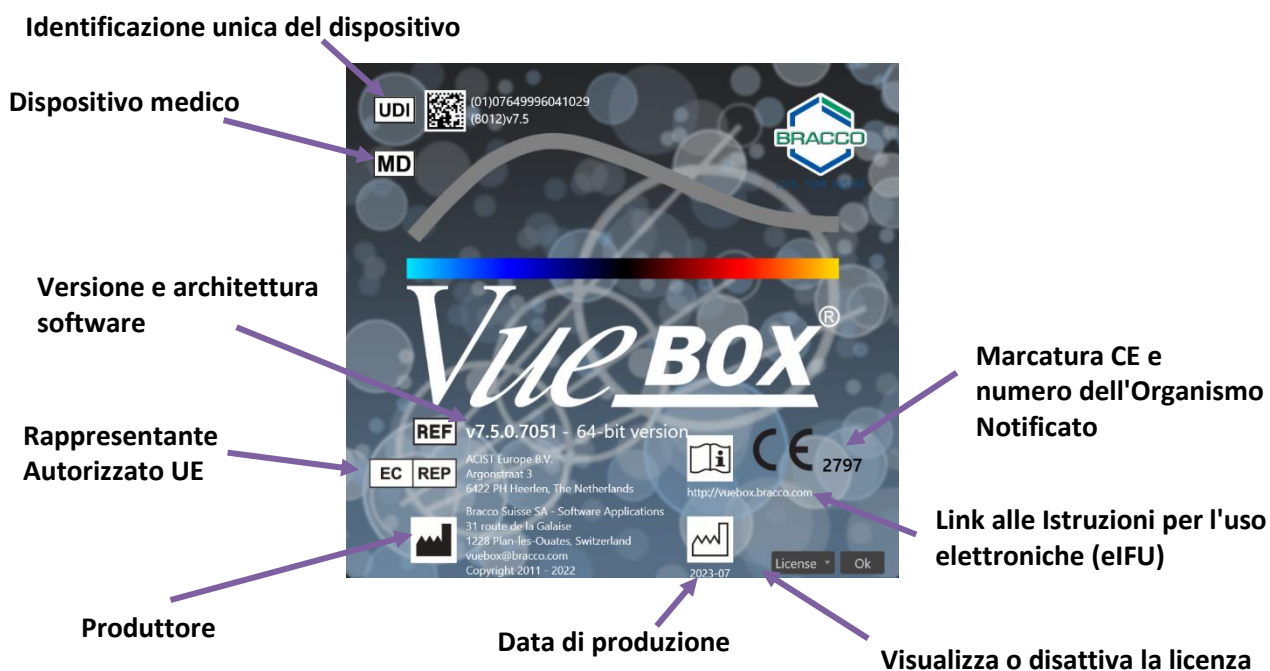 Identificazione unica del dispositivo
Dispositivo medico
UDI
(01)07649996041029
(8012)v7.5
MD
BRACCO
Versione e architettura
software
VueBOX®
REF
v7.5.0.7051 - 64-bit version
Rappresentante
Autorizzato UE
EC REP
ACIST Europe B.V.
Argonstraat 3
6422 PH Heerlen, The Netherlands
Bracco Suisse SA - Software Applications
31 route de la Galaise
1228 Plan-les-Ouates, Switzerland
vuebox@bracco.com
Copyright 2011 - 2022
CE 2797
http://vuebox.bracco.com
2023-07
License
Ok
Marcatura CE e
numero dell'Organismo
Notificato
Link alle Istruzioni per l'uso
elettroniche (eIFU)
Produttore
Data di produzione
Visualizza o disattiva la licenza